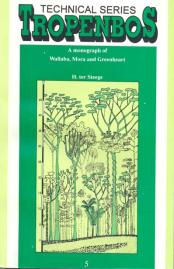 TECHNICAL SERIES
TROPENBOS
A monograph of
Wallaba, Mora and Greenheart
H. ter Steege
5